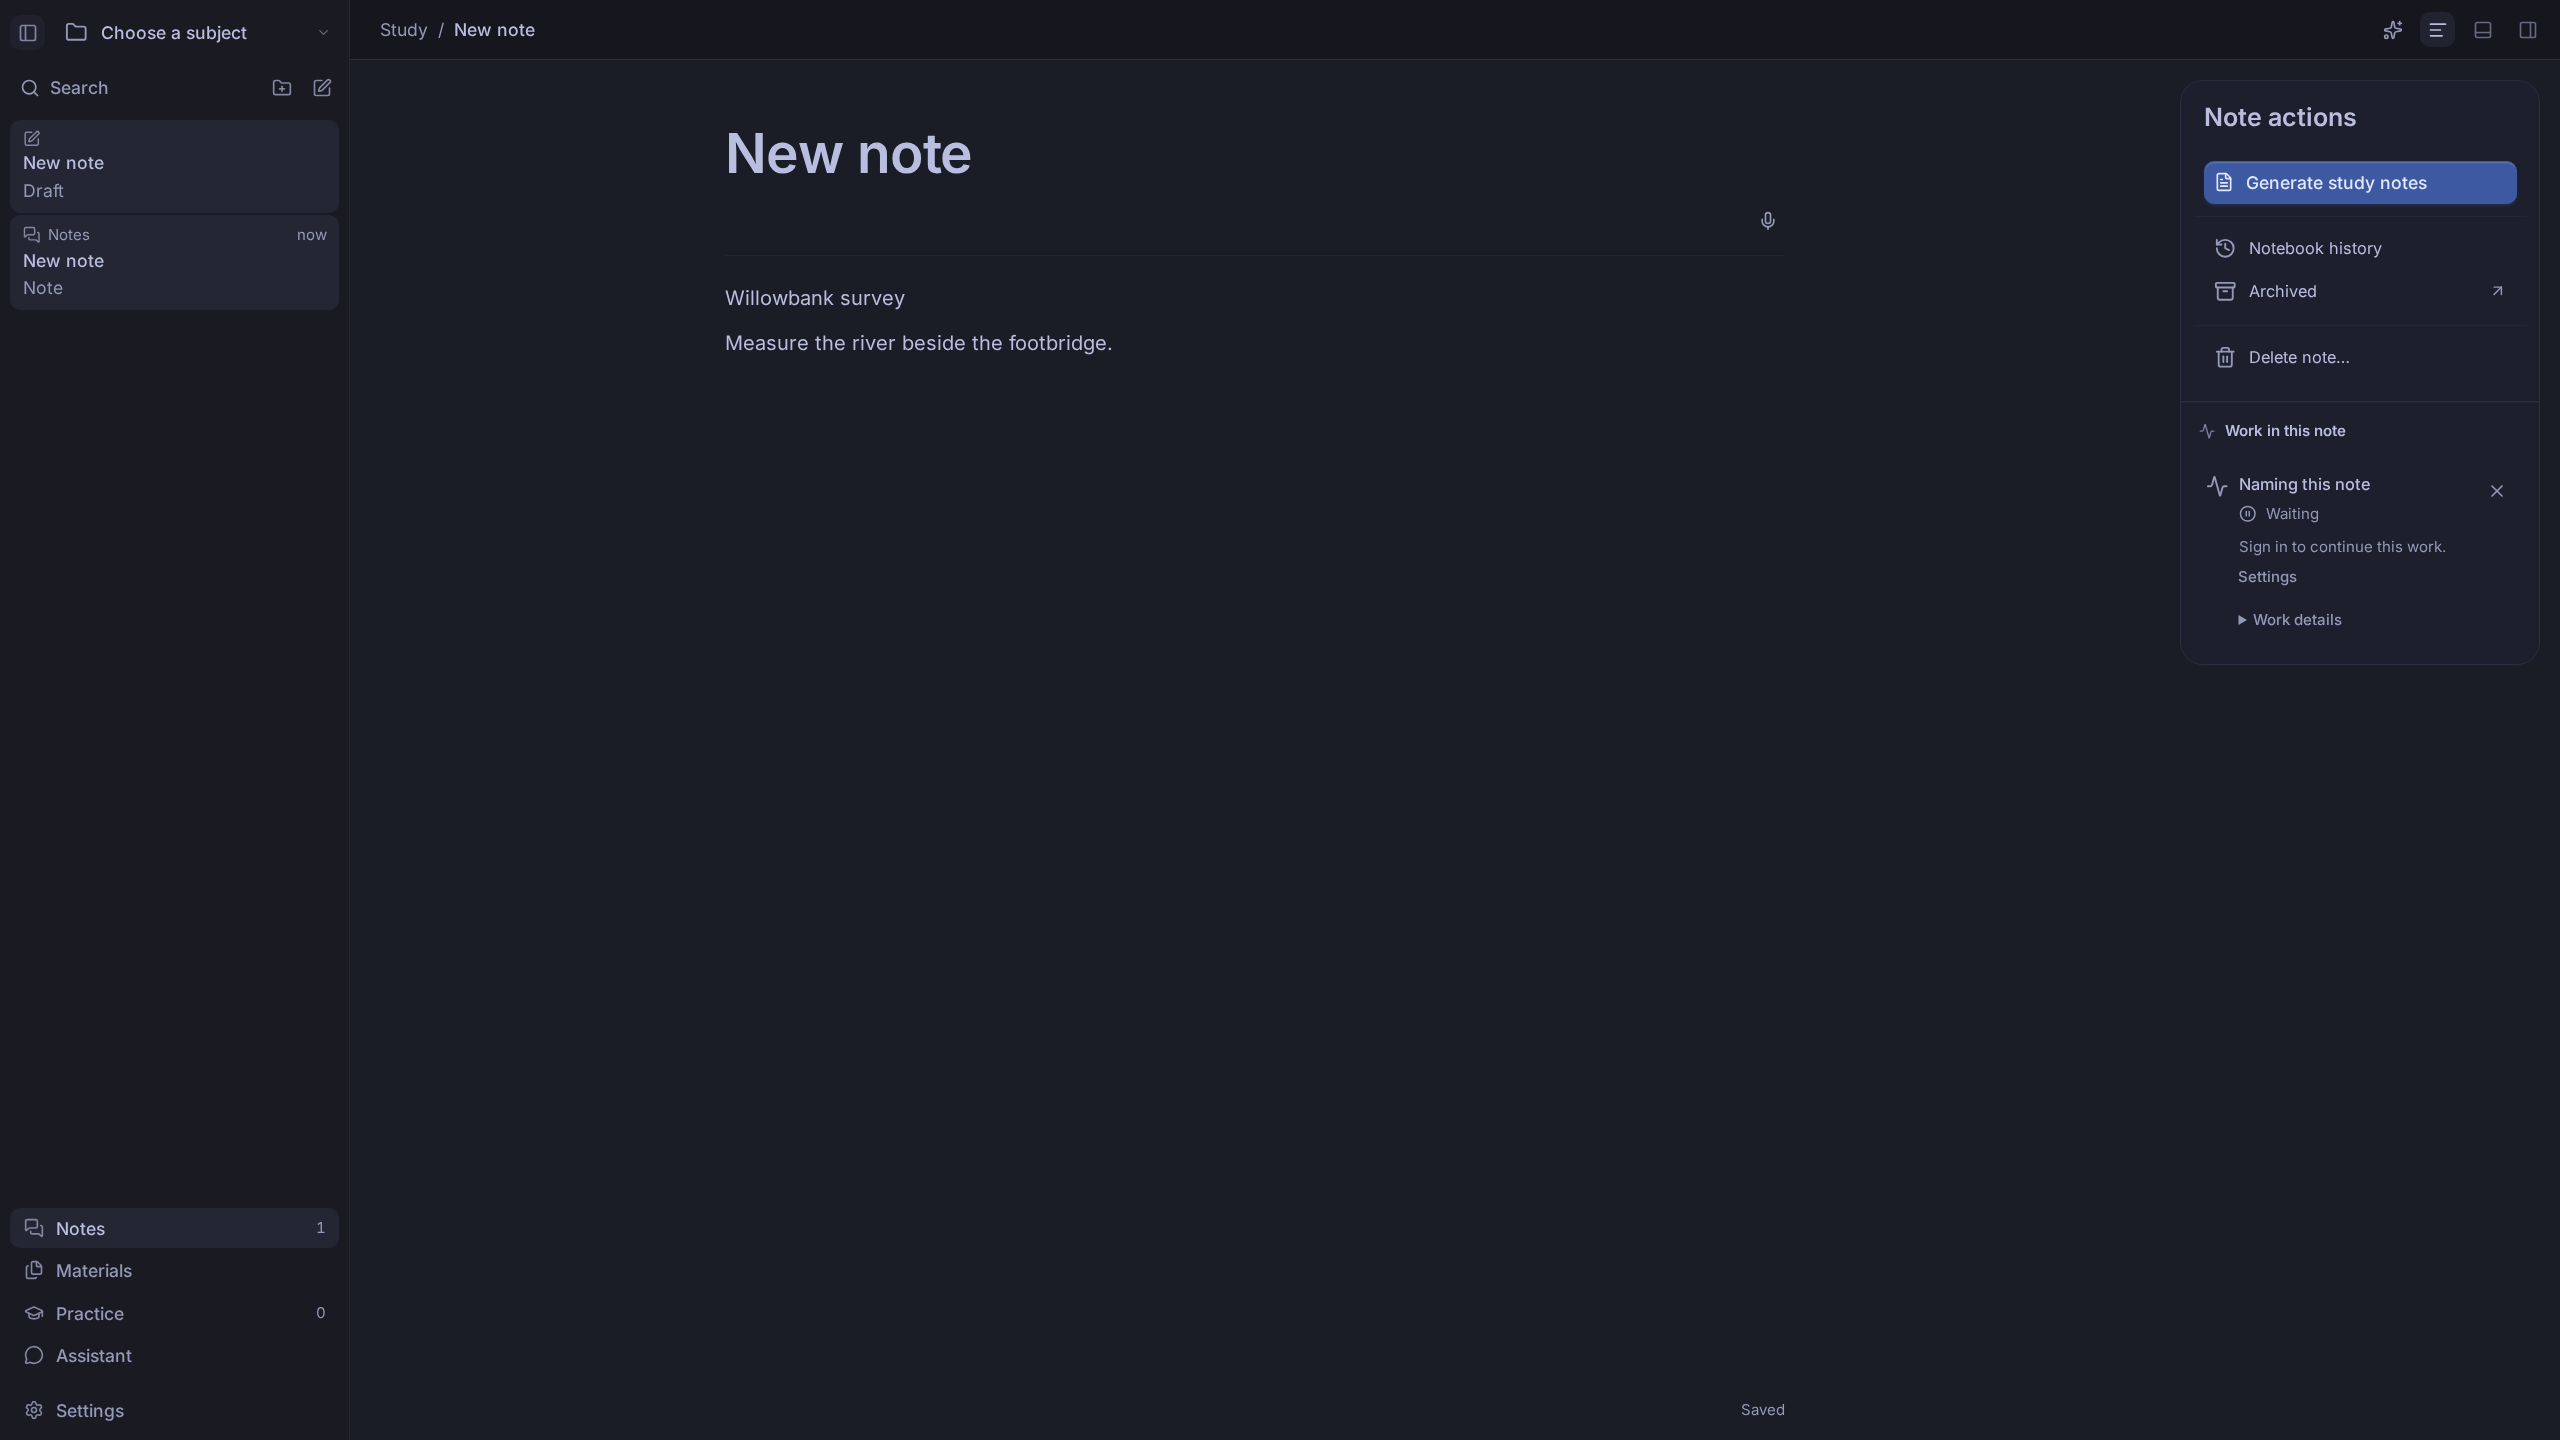 Choose a subject
Search
New note
Draft
Notes now
New note
Note
Notes 1
Materials
Practice 0
Assistant
Settings
Study / New note
New note
Willowbank survey
Measure the river beside the footbridge.
Saved
Note actions
Generate study notes
Notebook history
Archived
Delete note...
Work in this note
Naming this note
Waiting
Sign in to continue this work.
Settings
Work details